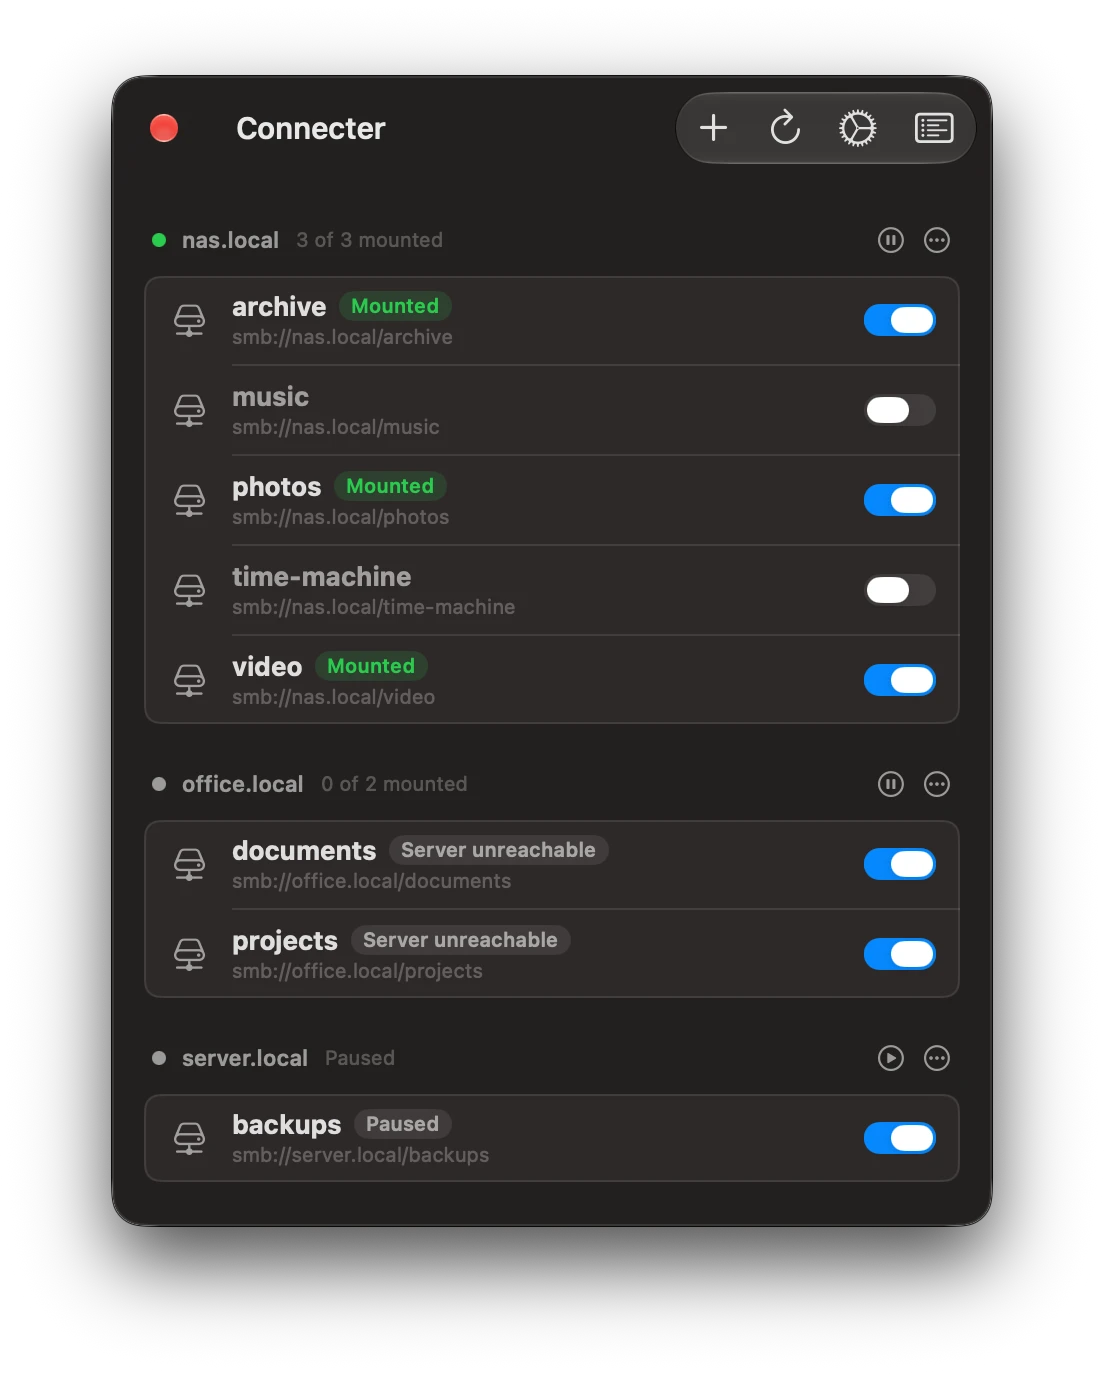 Connecter
nas.local 3 of 3 mounted
archive Mounted
smb://nas.local/archive
music
smb://nas.local/music
photos Mounted
smb://nas.local/photos
time-machine
smb://nas.local/time-machine
video Mounted
smb://nas.local/video
office.local 0 of 2 mounted
documents Server unreachable
smb://office.local/documents
projects Server unreachable
smb://office.local/projects
server.local Paused
backups Paused
smb://server.local/backups